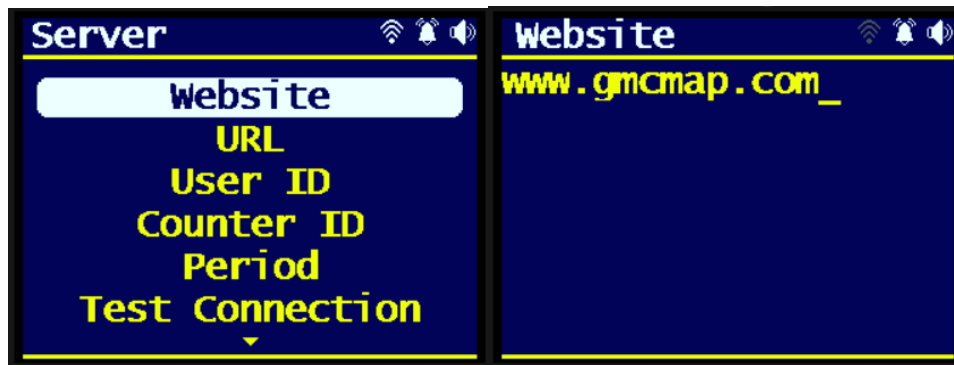 Server
Website
URL
User ID
Counter ID
Period
Test Connection
Website
www.gmcmap.com_